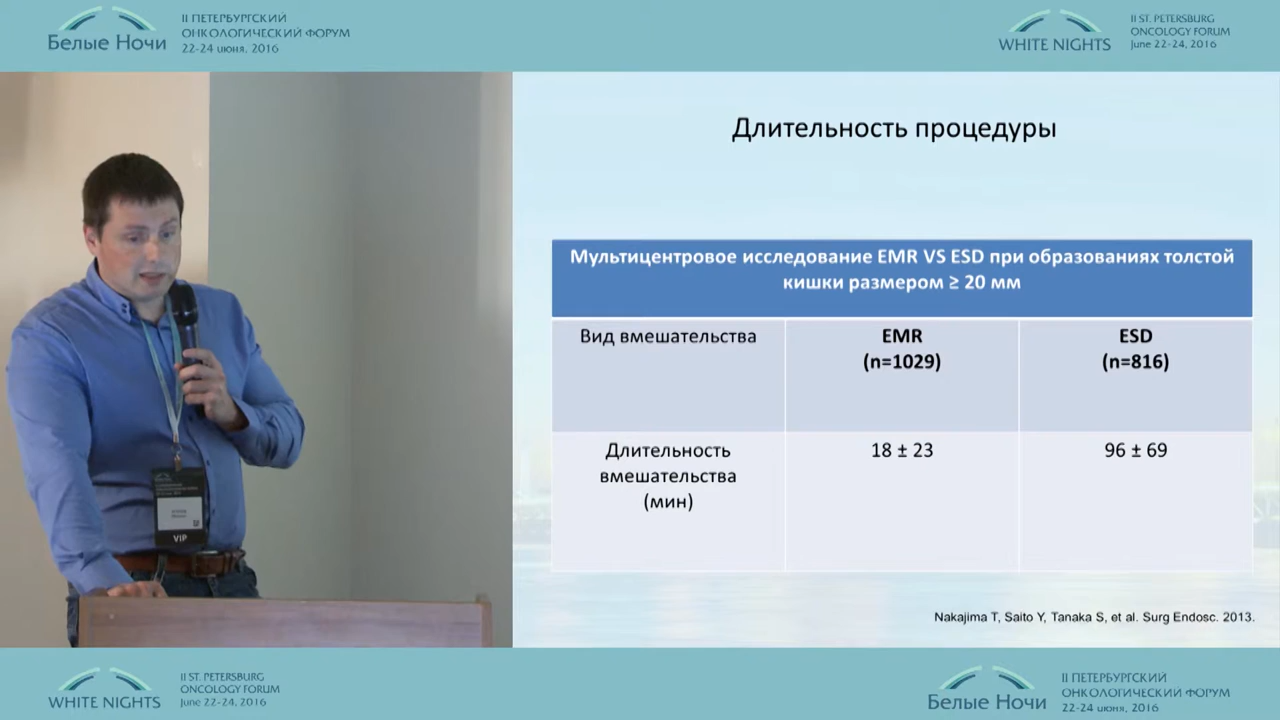 Белые Ночи
II ПЕТЕРБУРГСКИЙ
ОНКОЛОГИЧЕСКИЙ ФОРУМ
22-24 июня, 2016
WHITE NIGHTS
II ST. PETERSBURG
ONCOLOGY FORUM
June 22-24, 2016
Длительность процедуры
Мультицентровое исследование EMR VS ESD при образованиях толстой
кишки размером ≥ 20 мм
Вид вмешательства
EMR
(n=1029)
ESD
(n=816)
Длительность
вмешательства
(мин)
18 ± 23
96 ± 69
Nakajima T, Saito Y, Tanaka S, et al. Surg Endosc. 2013.
VIP
WHITE NIGHTS
II ST. PETERSBURG
ONCOLOGY FORUM
June 22-24, 2016
Белые Ночи
II ПЕТЕРБУРГСКИЙ
ОНКОЛОГИЧЕСКИЙ ФОРУМ
22-24 июня, 2016